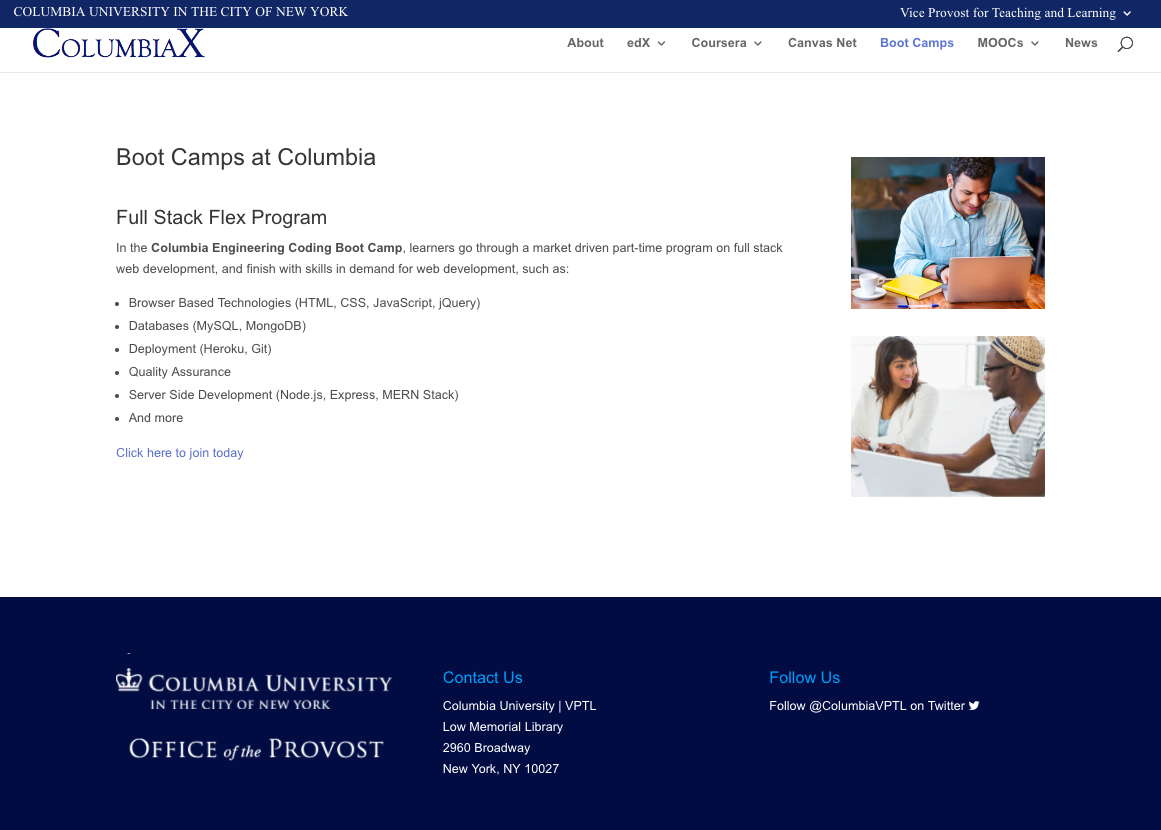 COLUMBIA UNIVERSITY IN THE CITY OF NEW YORK
Vice Provost for Teaching and Learning
COLUMBIAX
About edX Coursera Canvas Net Boot Camps MOOCs News
Boot Camps at Columbia
Full Stack Flex Program
In the Columbia Engineering Coding Boot Camp, learners go through a market driven part-time program on full stack
web development, and finish with skills in demand for web development, such as:
• Browser Based Technologies (HTML, CSS, JavaScript, jQuery)
• Databases (MySQL, MongoDB)
• Deployment (Heroku, Git)
• Quality Assurance
• Server Side Development (Node.js, Express, MERN Stack)
• And more
Click here to join today
COLUMBIA UNIVERSITY
IN THE CITY OF NEW YORK
OFFICE of the PROVOST
Contact Us
Columbia University | VPTL
Low Memorial Library
2960 Broadway
New York, NY 10027
Follow Us
Follow @ColumbiaVPTL on Twitter